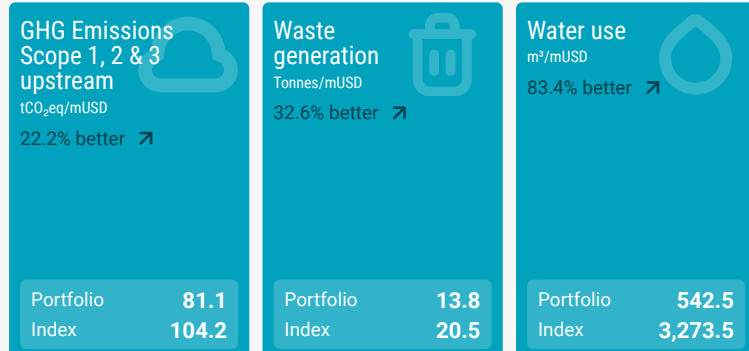 GHG Emissions
Scope 1, 2 & 3
upstream
tCO₂eq/mUSD
22.2% better
Portfolio 81.1
Index 104.2
Waste
generation
Tonnes/mUSD
32.6% better
Portfolio 13.8
Index 20.5
Water use
m³/mUSD
83.4% better
Portfolio 542.5
Index 3,273.5